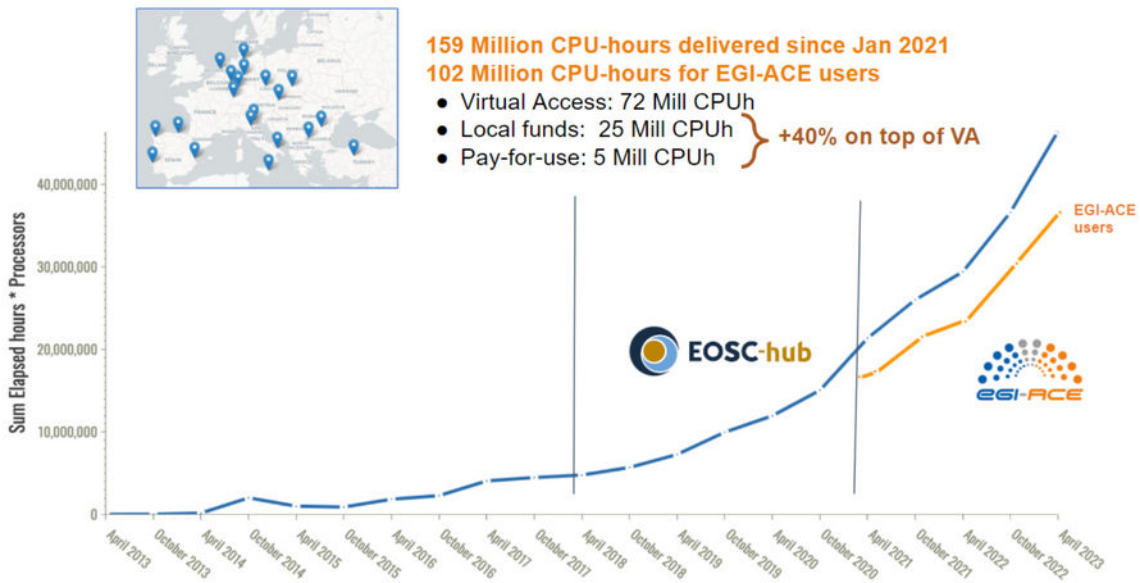 159 Million CPU-hours delivered since Jan 2021
102 Million CPU-hours for EGI-ACE users
● Virtual Access: 72 Mill CPUh
● Local funds: 25 Mill CPUh
● Pay-for-use: 5 Mill CPUh
+40% on top of VA
FRANCE
SPAIN
TURKEY
UKRAINE
Sum Elapsed hours * Processors
40,000,000
30,000,000
20,000,000
10,000,000
0
EGI-ACE
users
EOSC-hub
EGI-ACE
April 2013
October 2013
April 2014
October 2014
April 2015
October 2015
April 2016
October 2016
April 2017
October 2017
April 2018
October 2018
April 2019
October 2019
April 2020
October 2020
April 2021
October 2021
April 2022
October 2022
April 2023